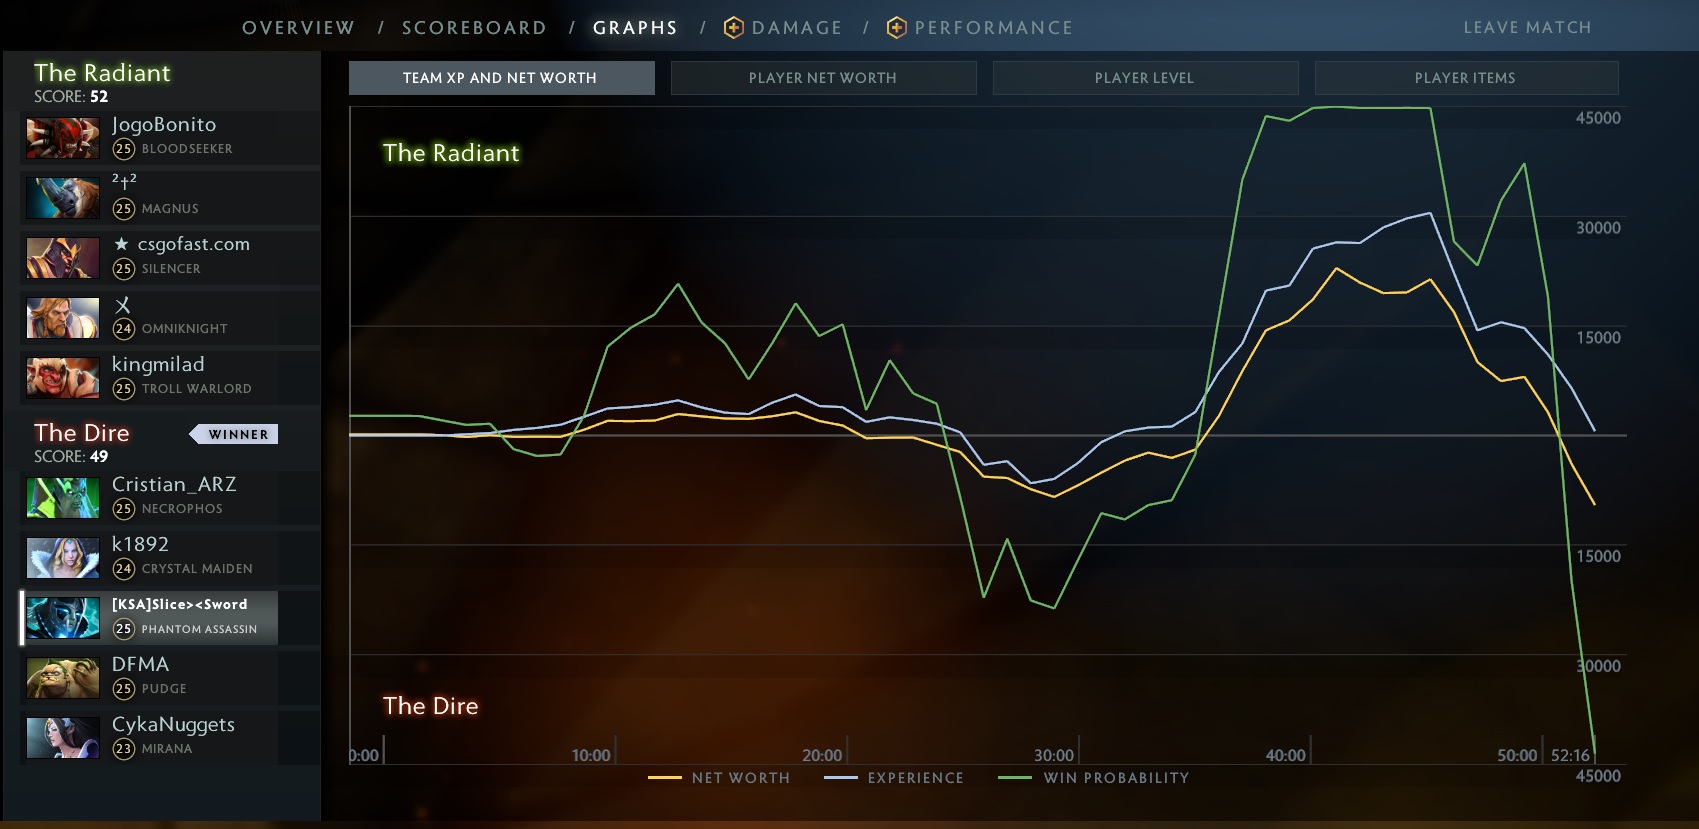 OVERVIEW / SCOREBOARD / GRAPHS / DAMAGE / PERFORMANCE LEAVE MATCH
The Radiant
SCORE: 52
JogoBonito
25 BLOODSEEKER
²†²
25 MAGNUS
★ csgofast.com
25 SILENCER
乄
24 OMNIKNIGHT
kingmilad
25 TROLL WARLORD
The Dire WINNER
SCORE: 49
Cristian_ARZ
25 NECROPHOS
k1892
24 CRYSTAL MAIDEN
[KSA]Slice><Sword
25 PHANTOM ASSASSIN
DFMA
25 PUDGE
CykaNuggets
23 MIRANA
TEAM XP AND NET WORTH PLAYER NET WORTH PLAYER LEVEL PLAYER ITEMS
45000
The Radiant
30000
15000
15000
30000
The Dire
0:00 10:00 20:00 30:00 40:00 50:00 52:16
45000
NET WORTH EXPERIENCE WIN PROBABILITY